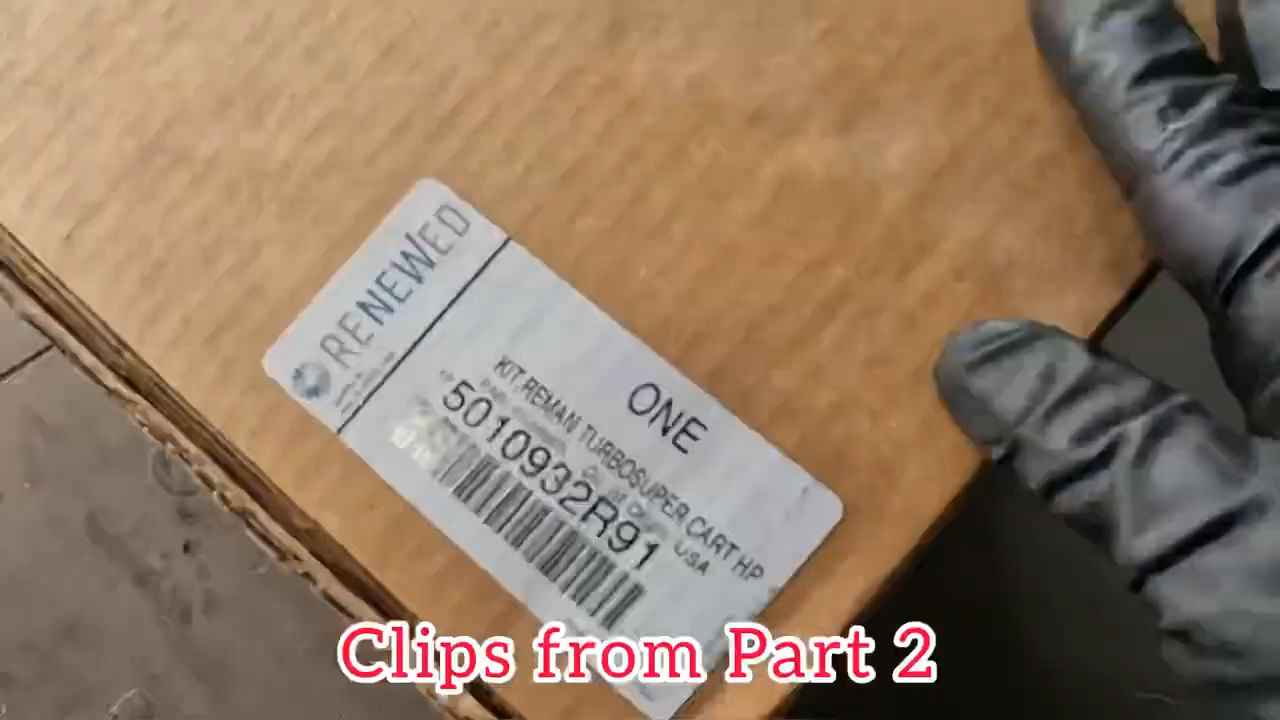 RENEWED
ONE
KIT,REMAN TURBOSUPER,CART HP
USA
5010932R91
Clips from Part 2